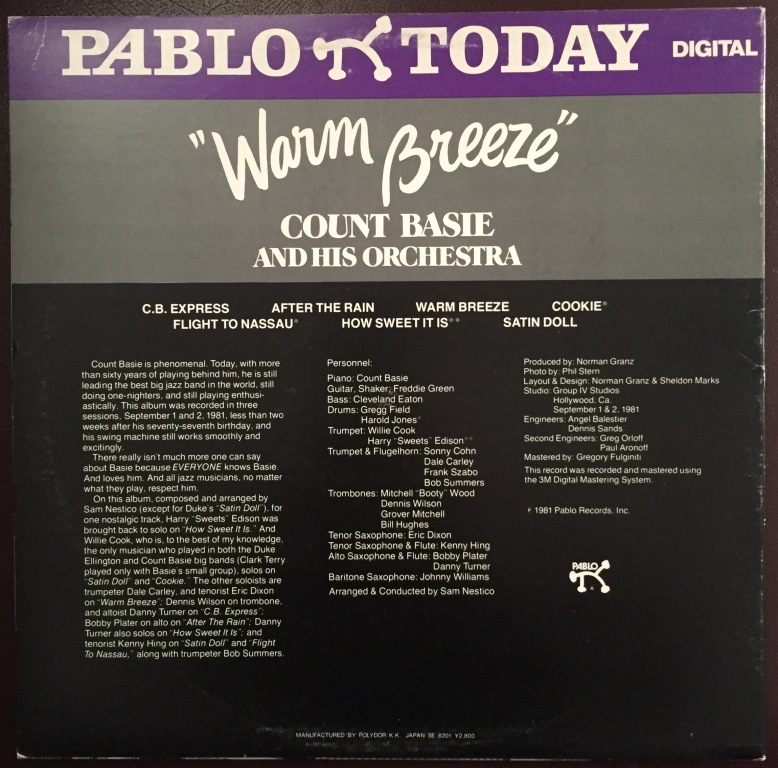 PABLO TODAY DIGITAL
"Warm Breeze"
COUNT BASIE
AND HIS ORCHESTRA
C.B. EXPRESS AFTER THE RAIN WARM BREEZE COOKIE*
FLIGHT TO NASSAU* HOW SWEET IT IS** SATIN DOLL
Count Basie is phenomenal. Today, with more
than sixty years of playing behind him, he is still
leading the best big jazz band in the world, still
doing one-nighters, and still playing enthusi-
astically. This album was recorded in three
sessions, September 1 and 2, 1981, less than two
weeks after his seventy-seventh birthday, and
his swing machine still works smoothly and
excitingly.
There really isn't much more one can say
about Basie because EVERYONE knows Basie.
And loves him. And all jazz musicians, no matter
what they play, respect him.
On this album, composed and arranged by
Sam Nestico (except for Duke's "Satin Doll"), for
one nostalgic track, Harry "Sweets" Edison was
brought back to solo on "How Sweet It Is." And
Willie Cook, who is, to the best of my knowledge,
the only musician who played in both the Duke
Ellington and Count Basie big bands (Clark Terry
played only with Basie's small group), solos on
"Satin Doll" and "Cookie." The other soloists are
trumpeter Dale Carley, and tenorist Eric Dixon
on "Warm Breeze"; Dennis Wilson on trombone,
and altoist Danny Turner on "C.B. Express";
Bobby Plater on alto on "After The Rain"; Danny
Turner also solos on "How Sweet It Is"; and
tenorist Kenny Hing on "Satin Doll" and "Flight
To Nassau," along with trumpeter Bob Summers.
Personnel:
Piano: Count Basie
Guitar, Shaker: Freddie Green
Bass: Cleveland Eaton
Drums: Gregg Field
Harold Jones*
Trumpet: Willie Cook
Harry "Sweets" Edison**
Trumpet & Flugelhorn: Sonny Cohn
Dale Carley
Frank Szabo
Bob Summers
Trombones: Mitchell "Booty" Wood
Dennis Wilson
Grover Mitchell
Bill Hughes
Tenor Saxophone: Eric Dixon
Tenor Saxophone & Flute: Kenny Hing
Alto Saxophone & Flute: Bobby Plater
Danny Turner
Baritone Saxophone: Johnny Williams
Arranged & Conducted by Sam Nestico
Produced by: Norman Granz
Photo by: Phil Stern
Layout & Design: Norman Granz & Sheldon Marks
Studio: Group IV Studios
Hollywood, Ca.
September 1 & 2, 1981
Engineers: Angel Balestier
Dennis Sands
Second Engineers: Greg Orloff
Paul Aronoff
Mastered by: Gregory Fulginiti
This record was recorded and mastered using
the 3M Digital Mastering System.
℗ 1981 Pablo Records, Inc.
PABLO
MANUFACTURED BY POLYDOR K.K. JAPAN SE 8201 ¥2,800